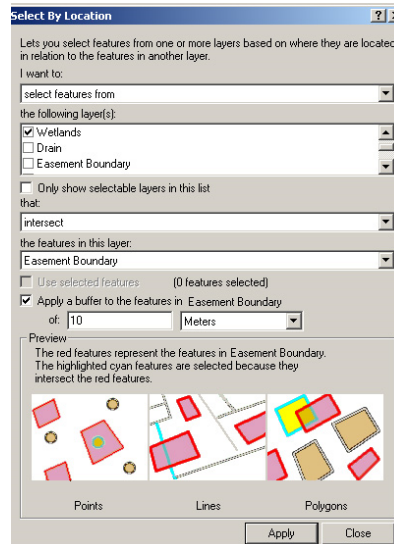 Select By Location
Lets you select features from one or more layers based on where they are located
in relation to the features in another layer.
I want to:
select features from
the following layer(s):
Wetlands
Drain
Easement Boundary
Only show selectable layers in this list
that:
intersect
the features in this layer:
Easement Boundary
Use selected features (0 features selected)
Apply a buffer to the features in Easement Boundary
of: 10 Meters
Preview
The red features represent the features in Easement Boundary.
The highlighted cyan features are selected because they
intersect the red features.
Points Lines Polygons
Apply Close